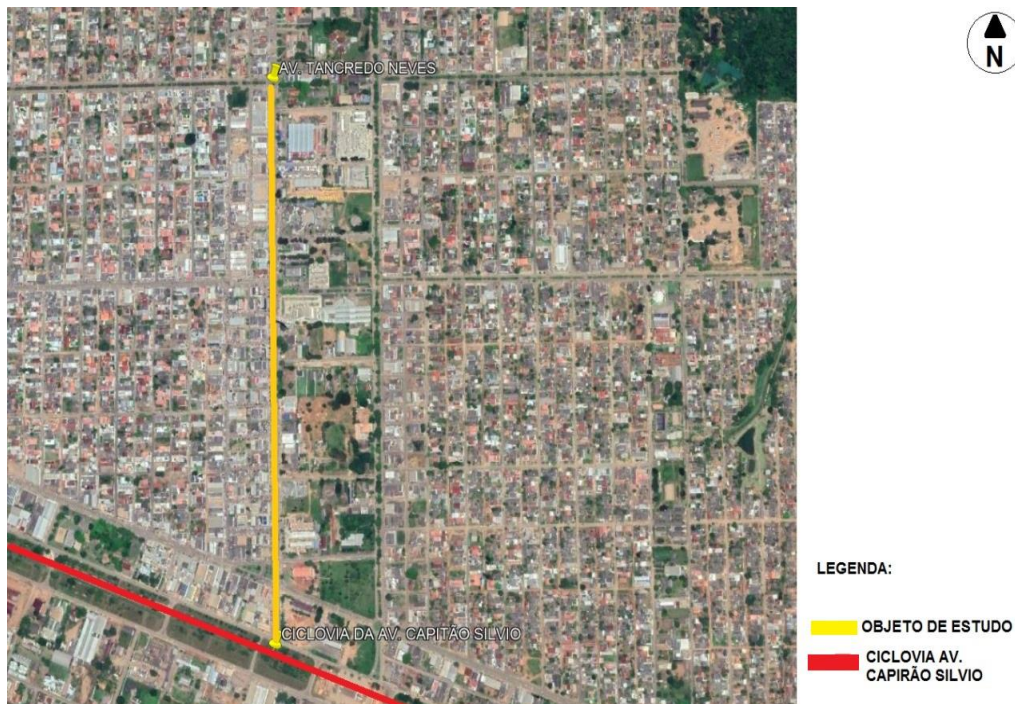 N
AV. TANCREDO NEVES
CICLOVIA DA AV. CAPITÃO SILVIO
LEGENDA:
OBJETO DE ESTUDO
CICLOVIA AV.
CAPIRÃO SILVIO